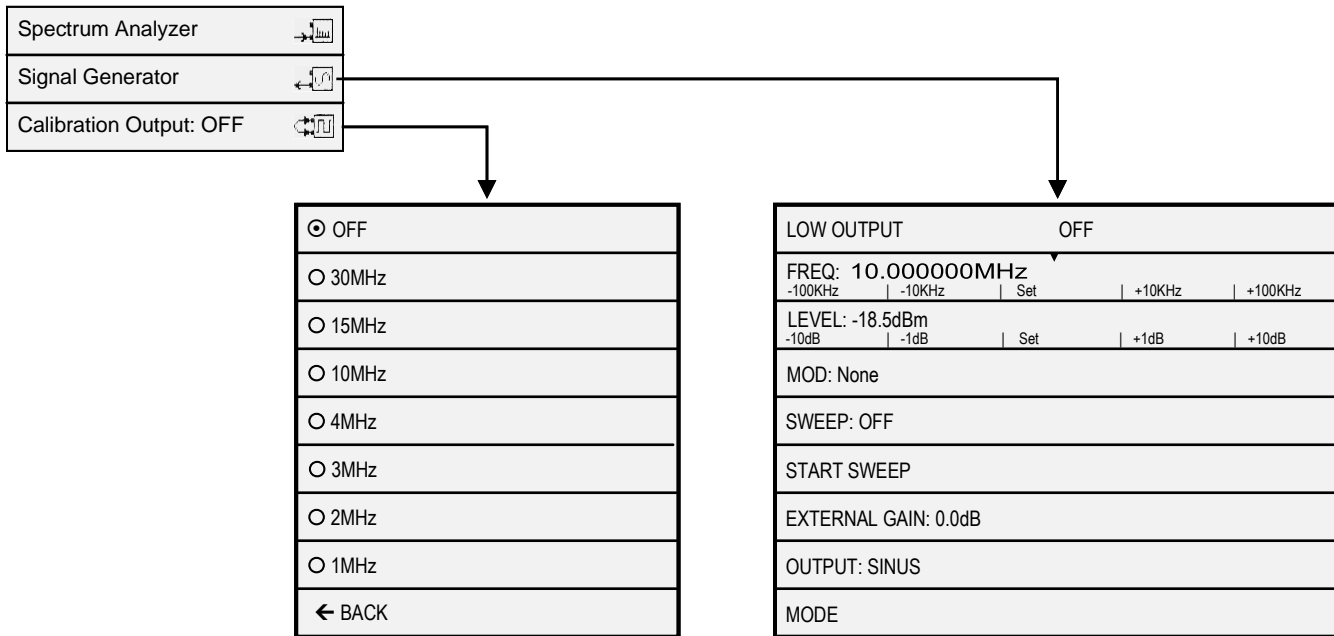 Spectrum Analyzer
Signal Generator
Calibration Output: OFF
OFF
30MHz
15MHz
10MHz
4MHz
3MHz
2MHz
1MHz
← BACK
LOW OUTPUT OFF
FREQ: 10.000000MHz
-100KHz | -10KHz | Set | +10KHz | +100KHz
LEVEL: -18.5dBm
-10dB | -1dB | Set | +1dB | +10dB
MOD: None
SWEEP: OFF
START SWEEP
EXTERNAL GAIN: 0.0dB
OUTPUT: SINUS
MODE